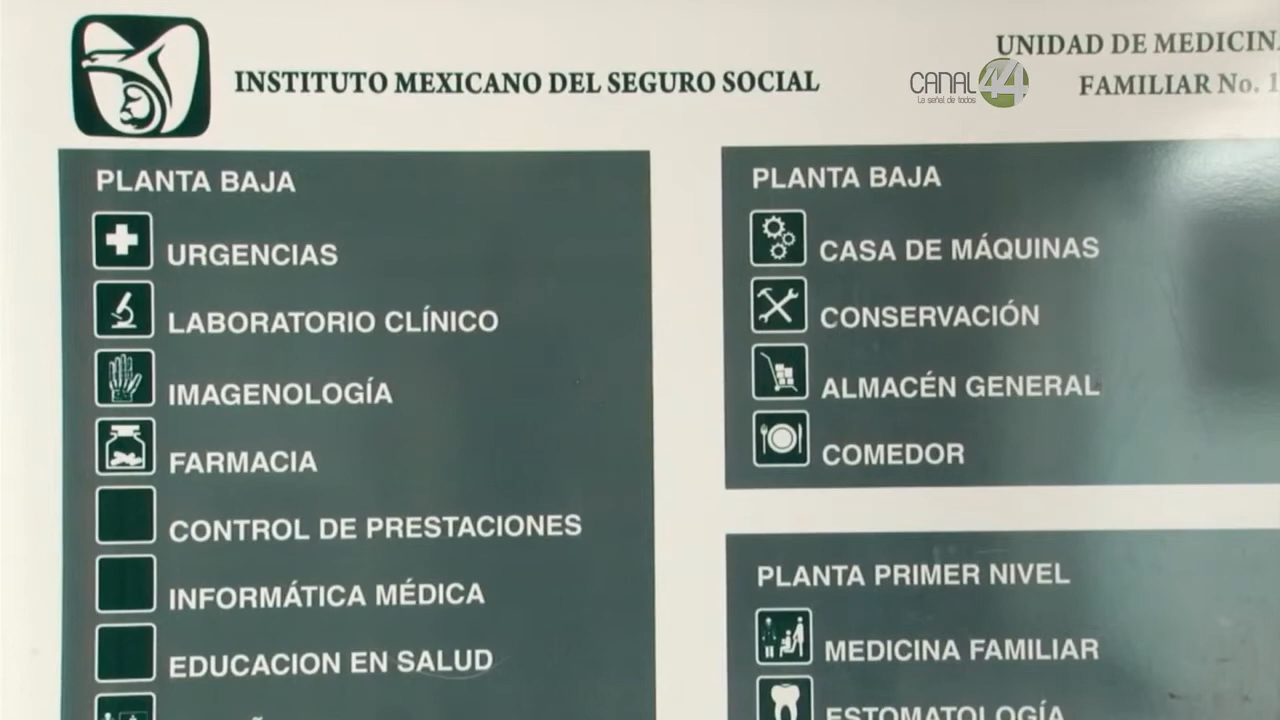 INSTITUTO MEXICANO DEL SEGURO SOCIAL
UNIDAD DE MEDICINA
FAMILIAR No. 1
CANAL 44
La señal de todos
PLANTA BAJA
URGENCIAS
LABORATORIO CLÍNICO
IMAGENOLOGÍA
FARMACIA
CONTROL DE PRESTACIONES
INFORMÁTICA MÉDICA
EDUCACION EN SALUD
PLANTA BAJA
CASA DE MÁQUINAS
CONSERVACIÓN
ALMACÉN GENERAL
COMEDOR
PLANTA PRIMER NIVEL
MEDICINA FAMILIAR
ESTOMATOLOGÍA